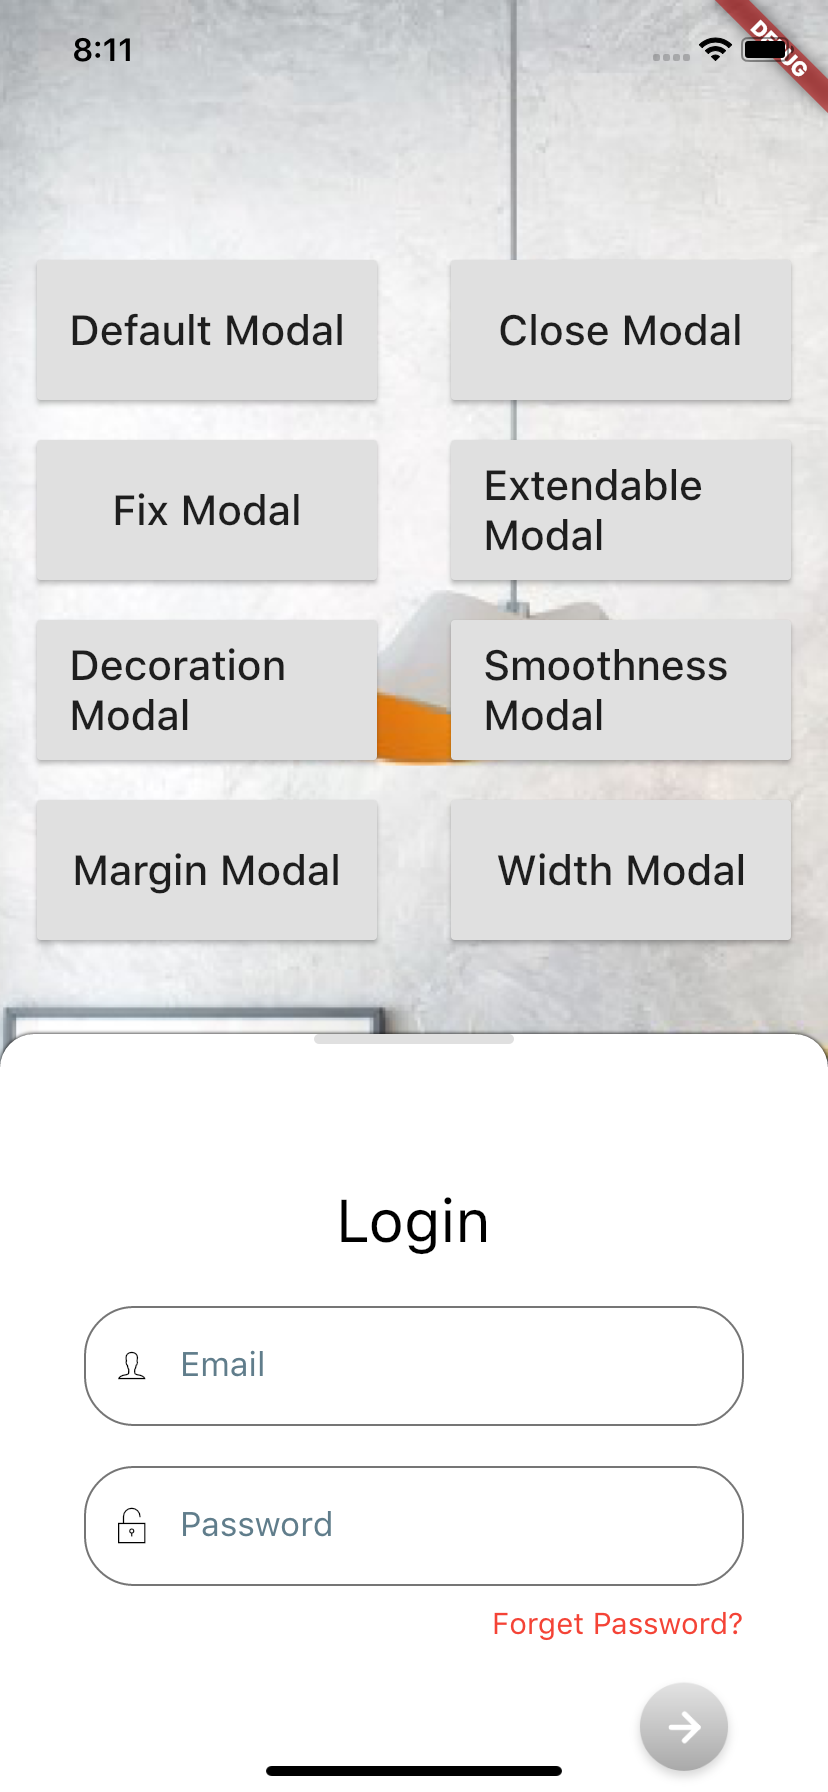 8:11
DEBUG
Default Modal
Close Modal
Fix Modal
Extendable
Modal
Decoration
Modal
Smoothness
Modal
Margin Modal
Width Modal
Login
Email
Password
Forget Password?